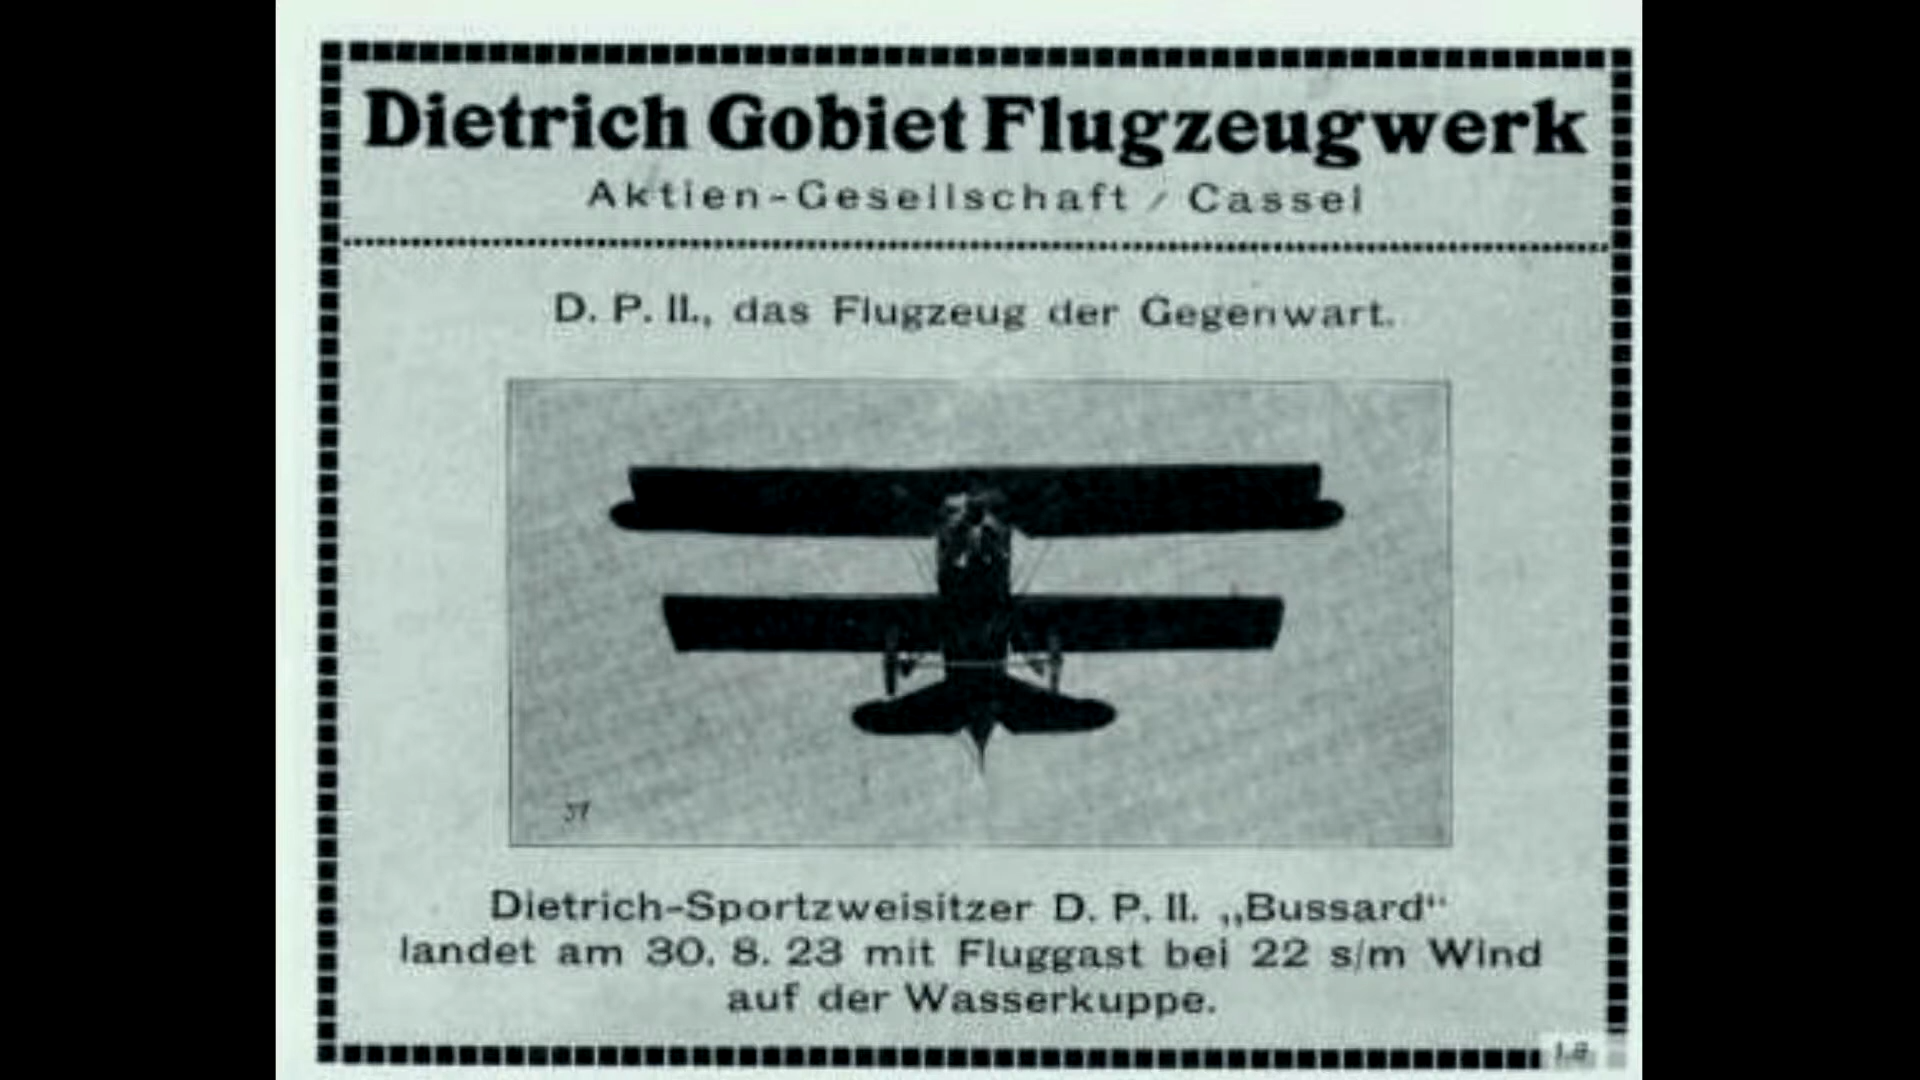 Dietrich Gobiet Flugzeugwerk
Aktien-Gesellschaft / Cassel
D. P. II., das Flugzeug der Gegenwart.
Dietrich-Sportzweisitzer D. P. II. „Bussard“
landet am 30. 8. 23 mit Fluggast bei 22 s/m Wind
auf der Wasserkuppe.